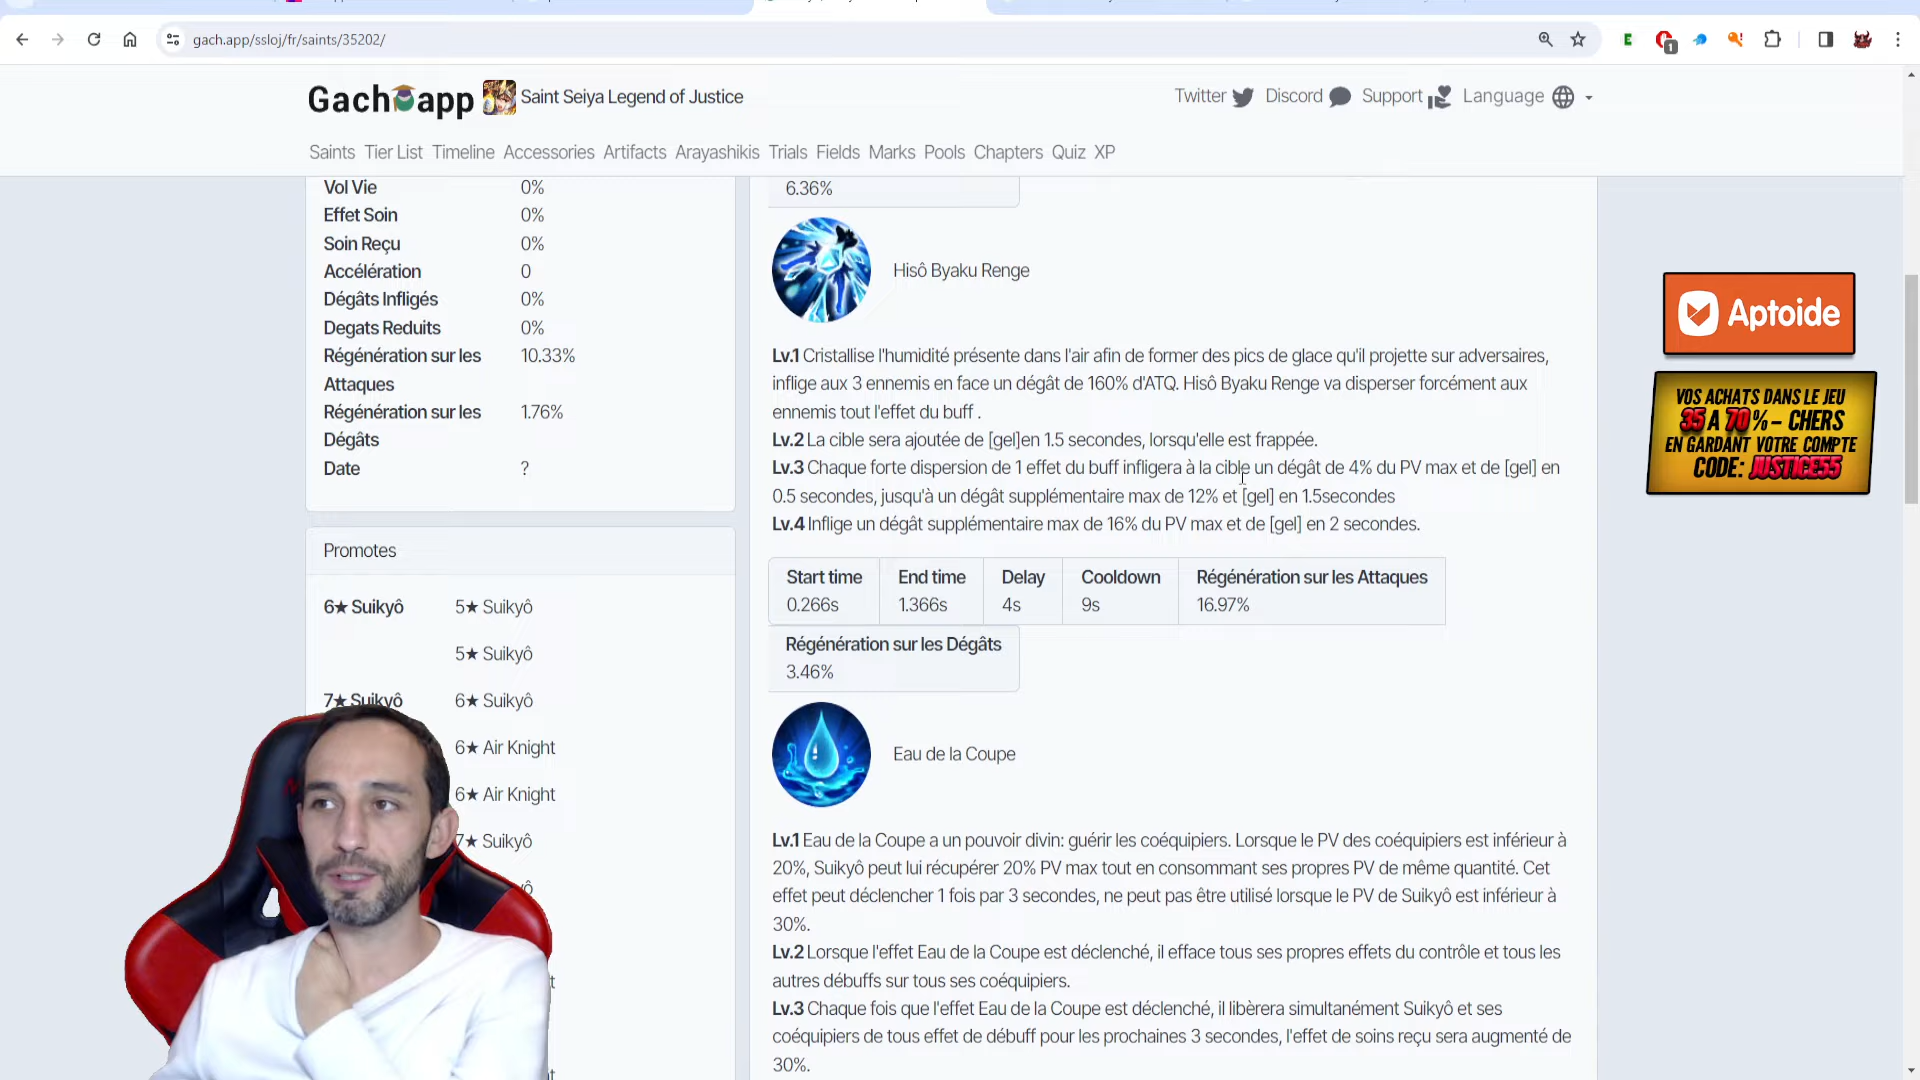 gach.app/ssloj/fr/saints/35202/
1
Gach app
Saint Seiya Legend of Justice
Twitter
Discord
Support
Language
Saints Tier List Timeline Accessories Artifacts Arayashikis Trials Fields Marks Pools Chapters Quiz XP
Vol Vie 0%
Effet Soin 0%
Soin Reçu 0%
Accélération 0
Dégâts Infligés 0%
Degats Reduits 0%
Régénération sur les 10.33%
Attaques
Régénération sur les 1.76%
Dégâts
Date ?
Promotes
6★ Suikyô 5★ Suikyô
5★ Suikyô
7★ Suikyô 6★ Suikyô
6★ Air Knight
6★ Air Knight
7★ Suikyô
6.36%
Hisô Byaku Renge
Lv.1 Cristallise l'humidité présente dans l'air afin de former des pics de glace qu'il projette sur adversaires,
inflige aux 3 ennemis en face un dégât de 160% d'ATQ. Hisô Byaku Renge va disperser forcément aux
ennemis tout l'effet du buff .
Lv.2 La cible sera ajoutée de [gel]en 1.5 secondes, lorsqu'elle est frappée.
Lv.3 Chaque forte dispersion de 1 effet du buff infligera à la cible un dégât de 4% du PV max et de [gel] en
0.5 secondes, jusqu'à un dégât supplémentaire max de 12% et [gel] en 1.5secondes
Lv.4 Inflige un dégât supplémentaire max de 16% du PV max et de [gel] en 2 secondes.
Start time End time Delay Cooldown Régénération sur les Attaques
0.266s 1.366s 4s 9s 16.97%
Régénération sur les Dégâts
3.46%
Eau de la Coupe
Lv.1 Eau de la Coupe a un pouvoir divin: guérir les coéquipiers. Lorsque le PV des coéquipiers est inférieur à
20%, Suikyô peut lui récupérer 20% PV max tout en consommant ses propres PV de même quantité. Cet
effet peut déclencher 1 fois par 3 secondes, ne peut pas être utilisé lorsque le PV de Suikyô est inférieur à
30%.
Lv.2 Lorsque l'effet Eau de la Coupe est déclenché, il efface tous ses propres effets du contrôle et tous les
autres débuffs sur tous ses coéquipiers.
Lv.3 Chaque fois que l'effet Eau de la Coupe est déclenché, il libèrera simultanément Suikyô et ses
coéquipiers de tous effet de débuff pour les prochaines 3 secondes, l'effet de soins reçu sera augmenté de
30%.
Aptoide
VOS ACHATS DANS LE JEU
35 A 70% – CHERS
EN GARDANT VOTRE COMPTE
CODE: JUSTICE55